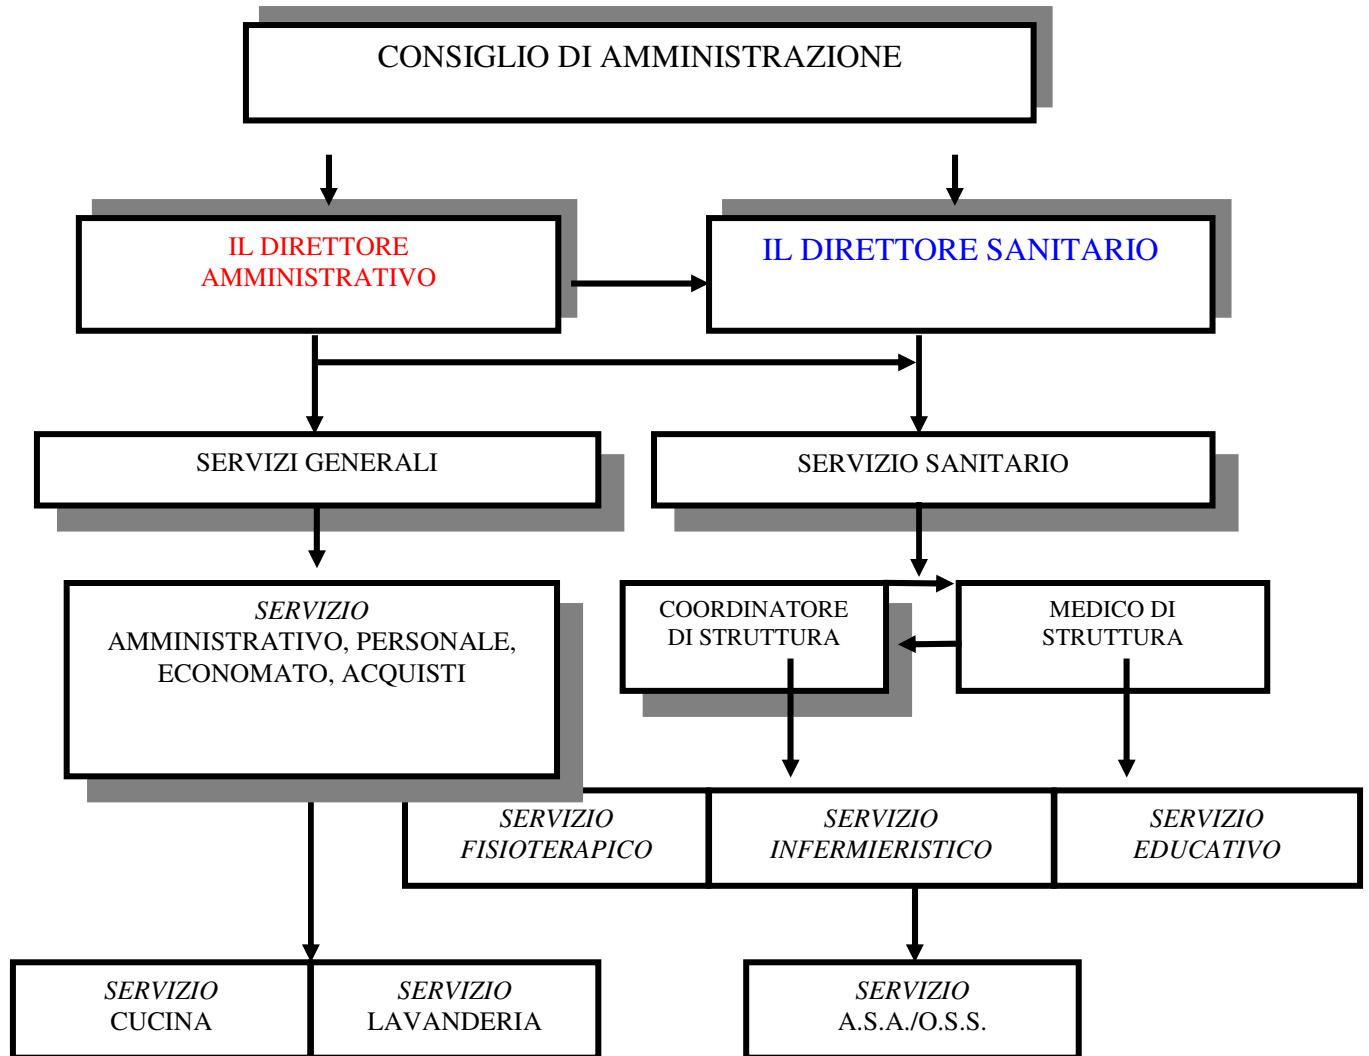 CONSIGLIO DI AMMINISTRAZIONE
IL DIRETTORE
AMMINISTRATIVO
IL DIRETTORE SANITARIO
SERVIZI GENERALI
SERVIZIO SANITARIO
SERVIZIO
AMMINISTRATIVO, PERSONALE,
ECONOMATO, ACQUISTI
COORDINATORE
DI STRUTTURA
MEDICO DI
STRUTTURA
SERVIZIO
FISIOTERAPICO
SERVIZIO
INFERMIERISTICO
SERVIZIO
EDUCATIVO
SERVIZIO
CUCINA
SERVIZIO
LAVANDERIA
SERVIZIO
A.S.A./O.S.S.